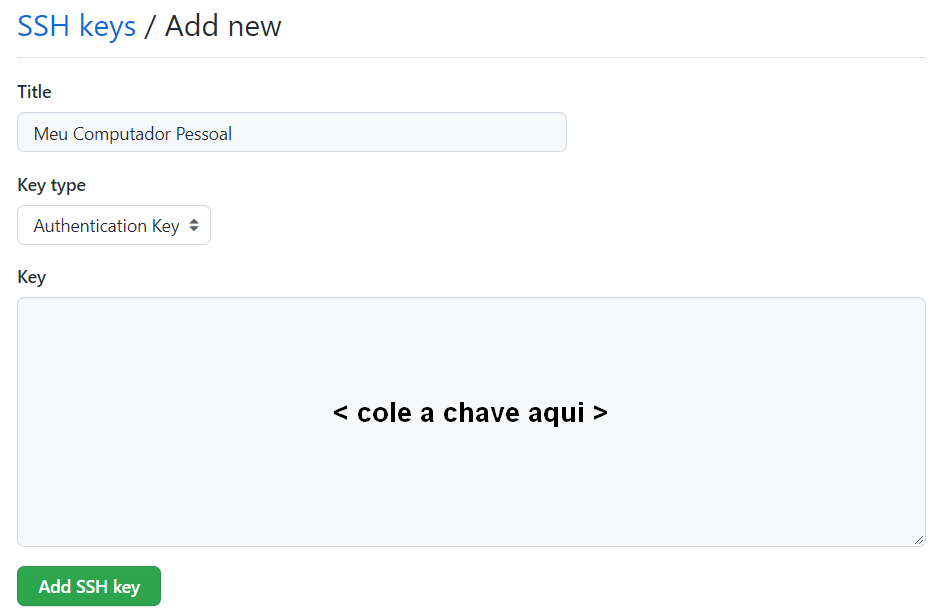 SSH keys / Add new
Title
Meu Computador Pessoal
Key type
Authentication Key
Key
< cole a chave aqui >
Add SSH key